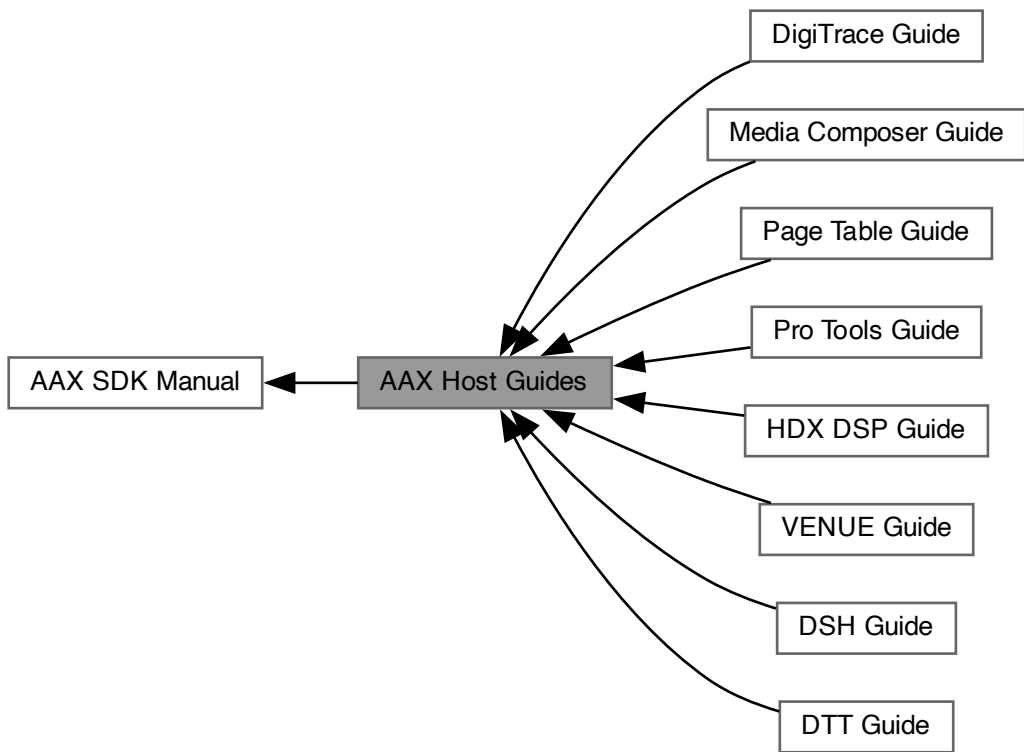 DigiTrace Guide
Media Composer Guide
Page Table Guide
Pro Tools Guide
AAX SDK Manual
AAX Host Guides
HDX DSP Guide
VENUE Guide
DSH Guide
DTT Guide